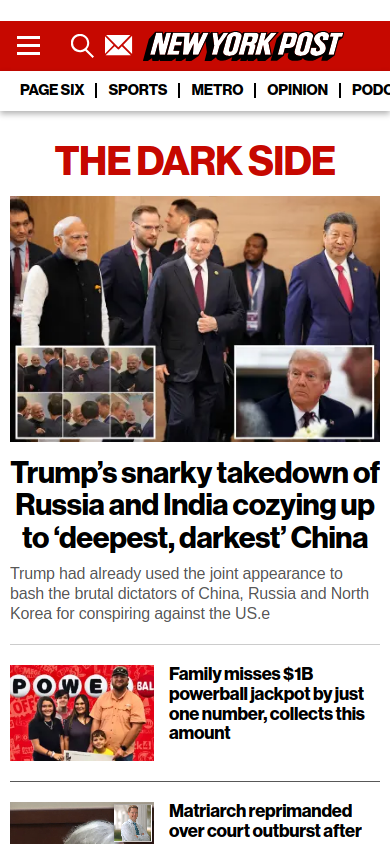 NEW YORK POST
PAGE SIX | SPORTS | METRO | OPINION | PODC
THE DARK SIDE
Trump’s snarky takedown of
Russia and India cozying up
to ‘deepest, darkest’ China
Trump had already used the joint appearance to
bash the brutal dictators of China, Russia and North
Korea for conspiring against the US.e
POWE
BAL
Family misses $1B
powerball jackpot by just
one number, collects this
amount
Matriarch reprimanded
over court outburst after